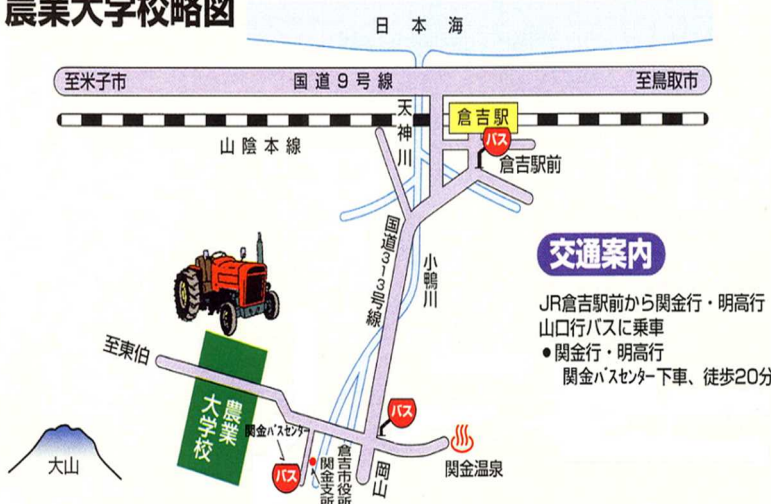 農業大学校略図
日本海
至米子市
国道9号線
至鳥取市
天神川
倉吉駅
バス
山陰本線
倉吉駅前
国道313号線
小鴨川
交通案内
JR倉吉駅前から関金行・明高行
山口行バスに乗車
●関金行・明高行
関金バスセンター下車、徒歩20分
至東伯
農業
大学校
関金バスセンター
バス
バス
倉吉市役所
関金支所
岡山
関金温泉
大山